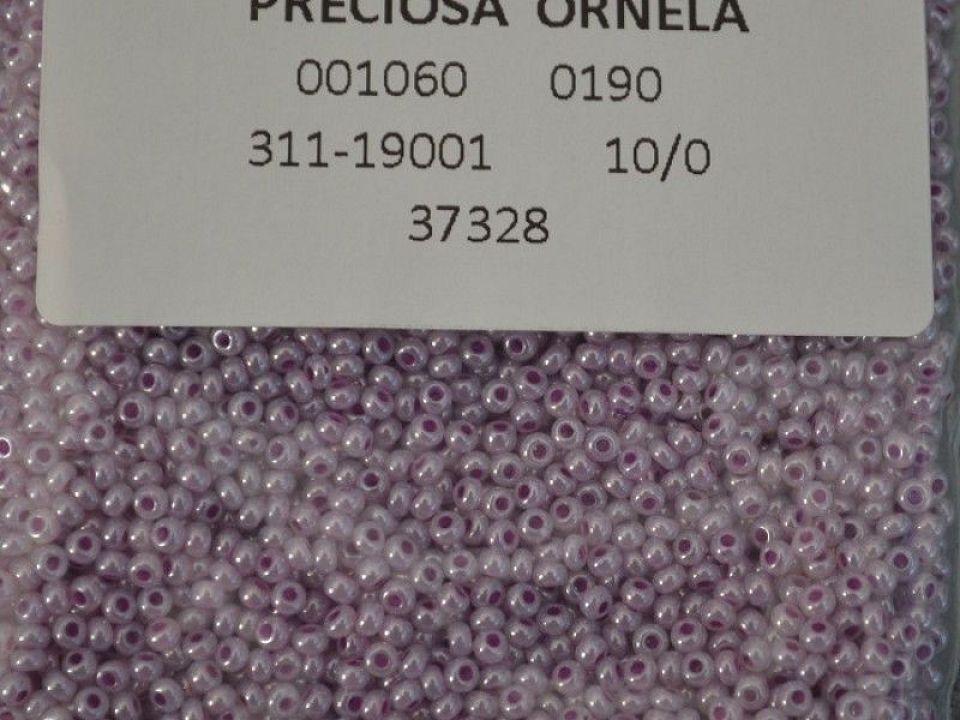 PRECIOSA ORNELA
001060 0190
311-19001 10/0
37328